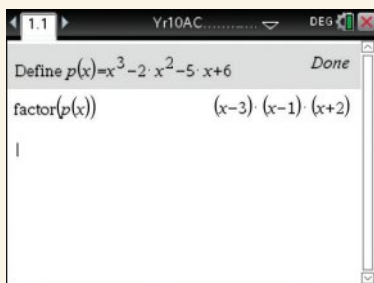 1.1 Yr10AC............ DEG
Define p(x)=x³−2·x²−5·x+6 Done
factor(p(x)) (x−3)·(x−1)·(x+2)